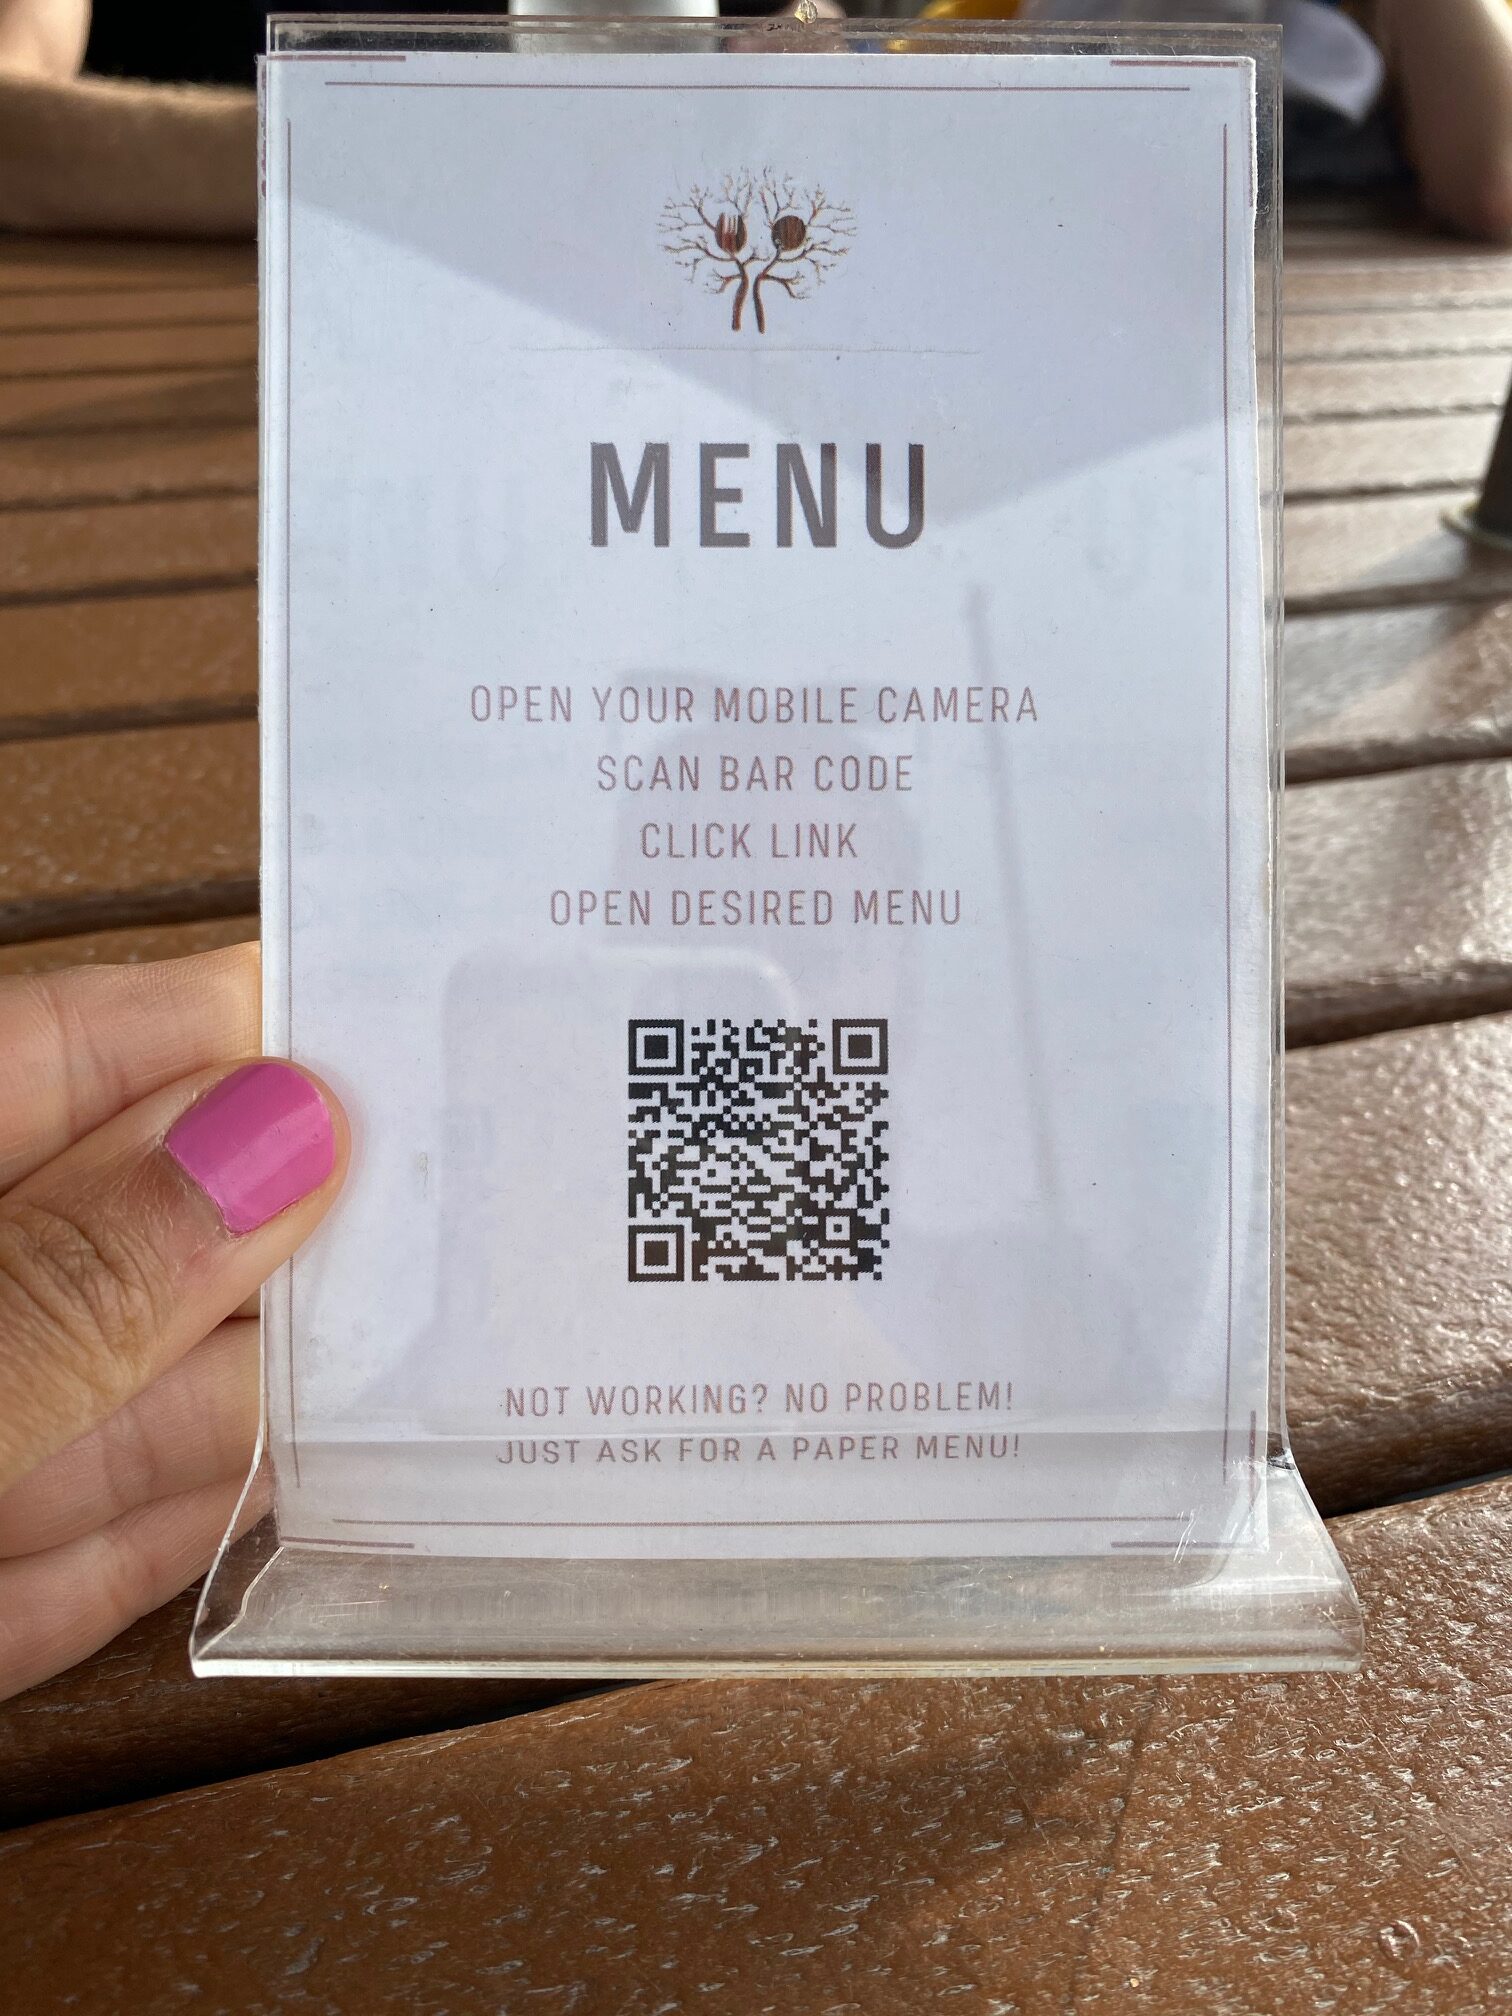 MENU
OPEN YOUR MOBILE CAMERA
SCAN BAR CODE
CLICK LINK
OPEN DESIRED MENU
NOT WORKING? NO PROBLEM!
JUST ASK FOR A PAPER MENU!